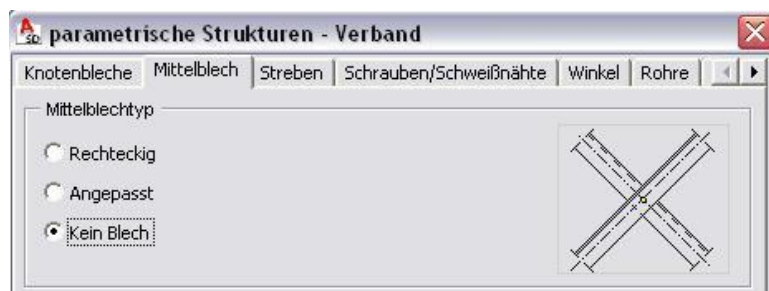 parametrische Strukturen - Verband
Knotenbleche Mittelblech Streben Schrauben/Schweißnähte Winkel Rohre
Mittelblechtyp
Rechteckig
Angepasst
Kein Blech